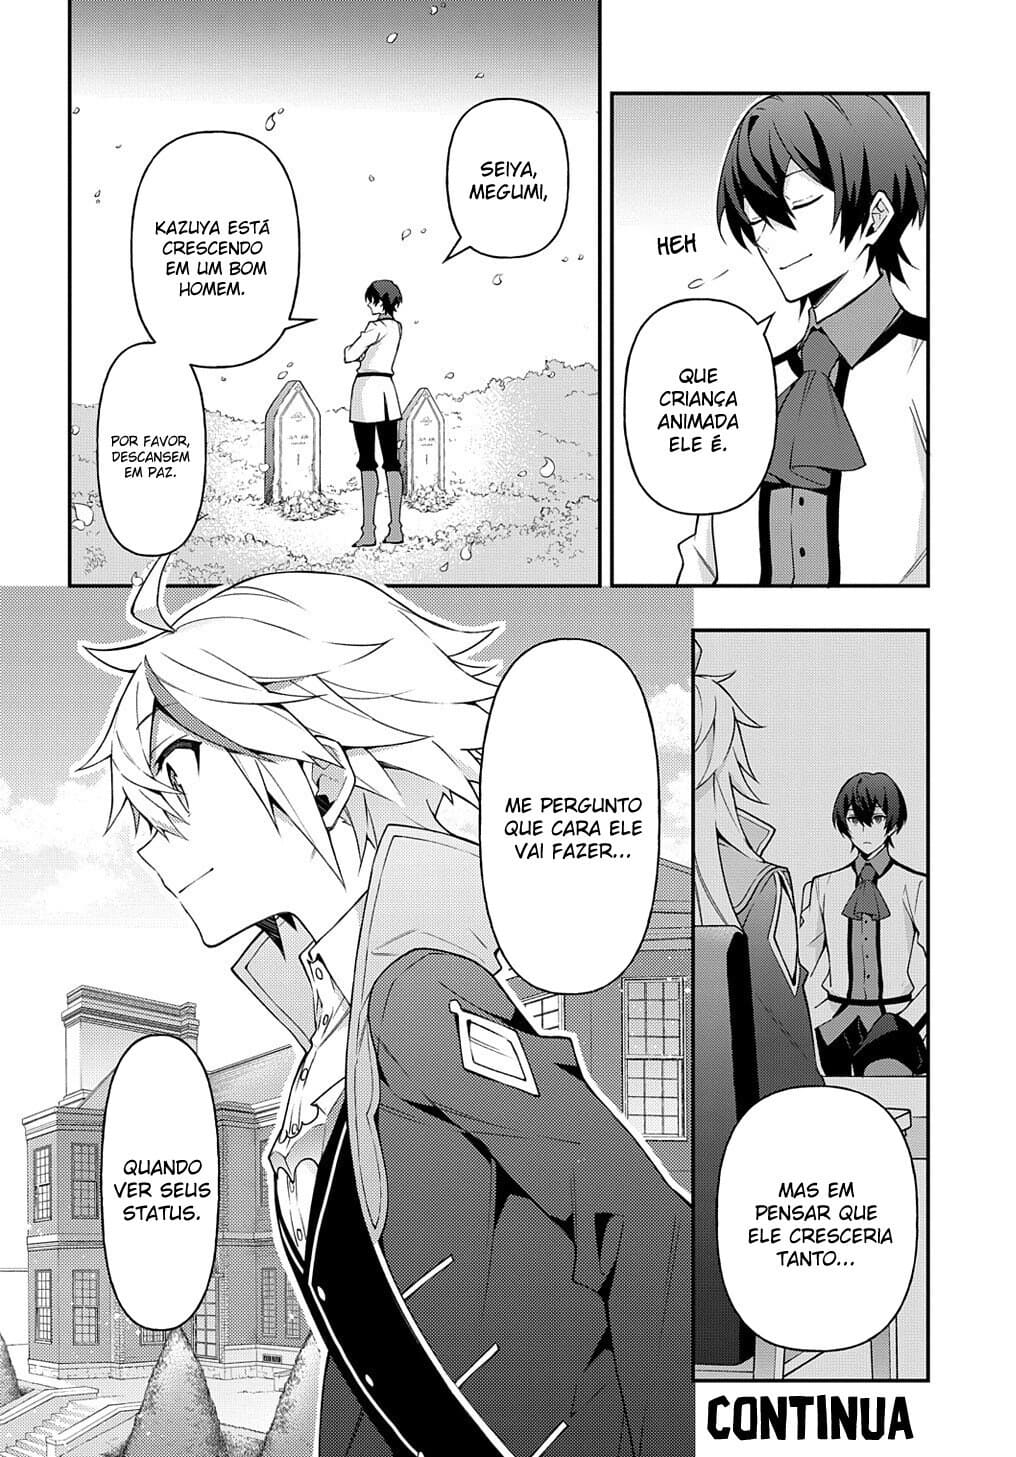 HEH
QUE
CRIANÇA
ANIMADA
ELE É.
SEIYA,
MEGUMI,
KAZUYA ESTÁ
CRESCENDO
EM UM BOM
HOMEM.
POR FAVOR,
DESCANSEM
EM PAZ.
MAS EM
PENSAR QUE
ELE CRESCERIA
TANTO...
ME PERGUNTO
QUE CARA ELE
VAI FAZER...
QUANDO
VER SEUS
STATUS.
CONTINUA